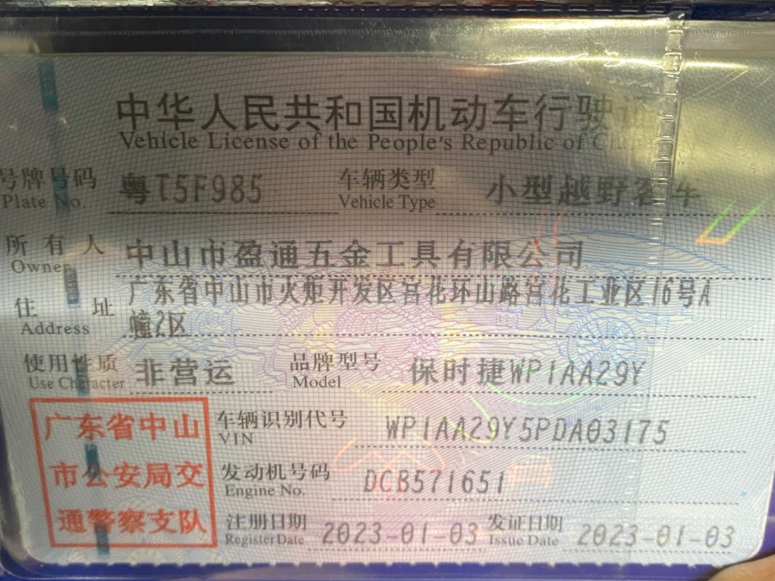 中华人民共和国机动车行驶证
Vehicle License of the People's Republic of China
号牌号码 粤T5F985 车辆类型 小型越野客车
Plate No. Vehicle Type
所有人 中山市盈通五金工具有限公司
Owner
住址 广东省中山市火炬开发区宫花环山路宫花工业区16号A
Address 幢2区
使用性质 非营运 品牌型号 保时捷WP1AA29Y
Use Character Model
广东省中山 车辆识别代号 WP1AA29Y5PDA03175
VIN
市公安局交 发动机号码 DCB571651
Engine No.
通警察支队 注册日期 2023-01-03 发证日期 2023-01-03
Register Date Issue Date